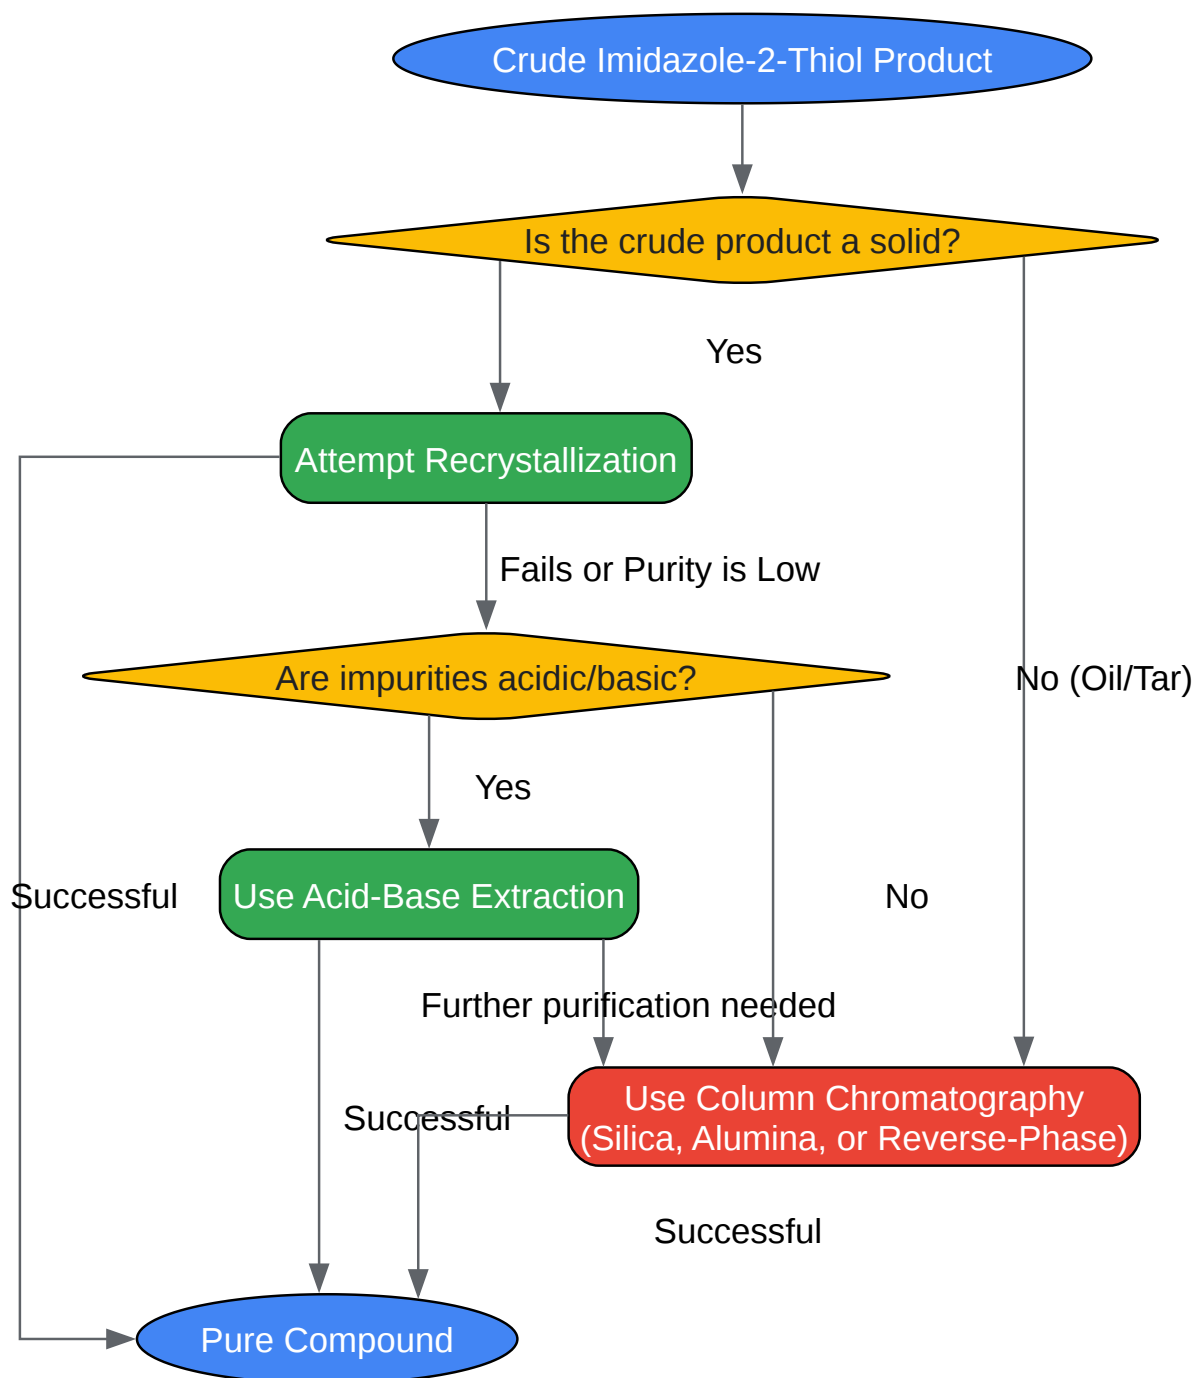 Crude Imidazole-2-Thiol Product
Is the crude product a solid?
Yes
Attempt Recrystallization
Fails or Purity is Low
Are impurities acidic/basic?
No (Oil/Tar)
Yes
Successful
Use Acid-Base Extraction
No
Further purification needed
Use Column Chromatography
(Silica, Alumina, or Reverse-Phase)
Successful
Successful
Pure Compound